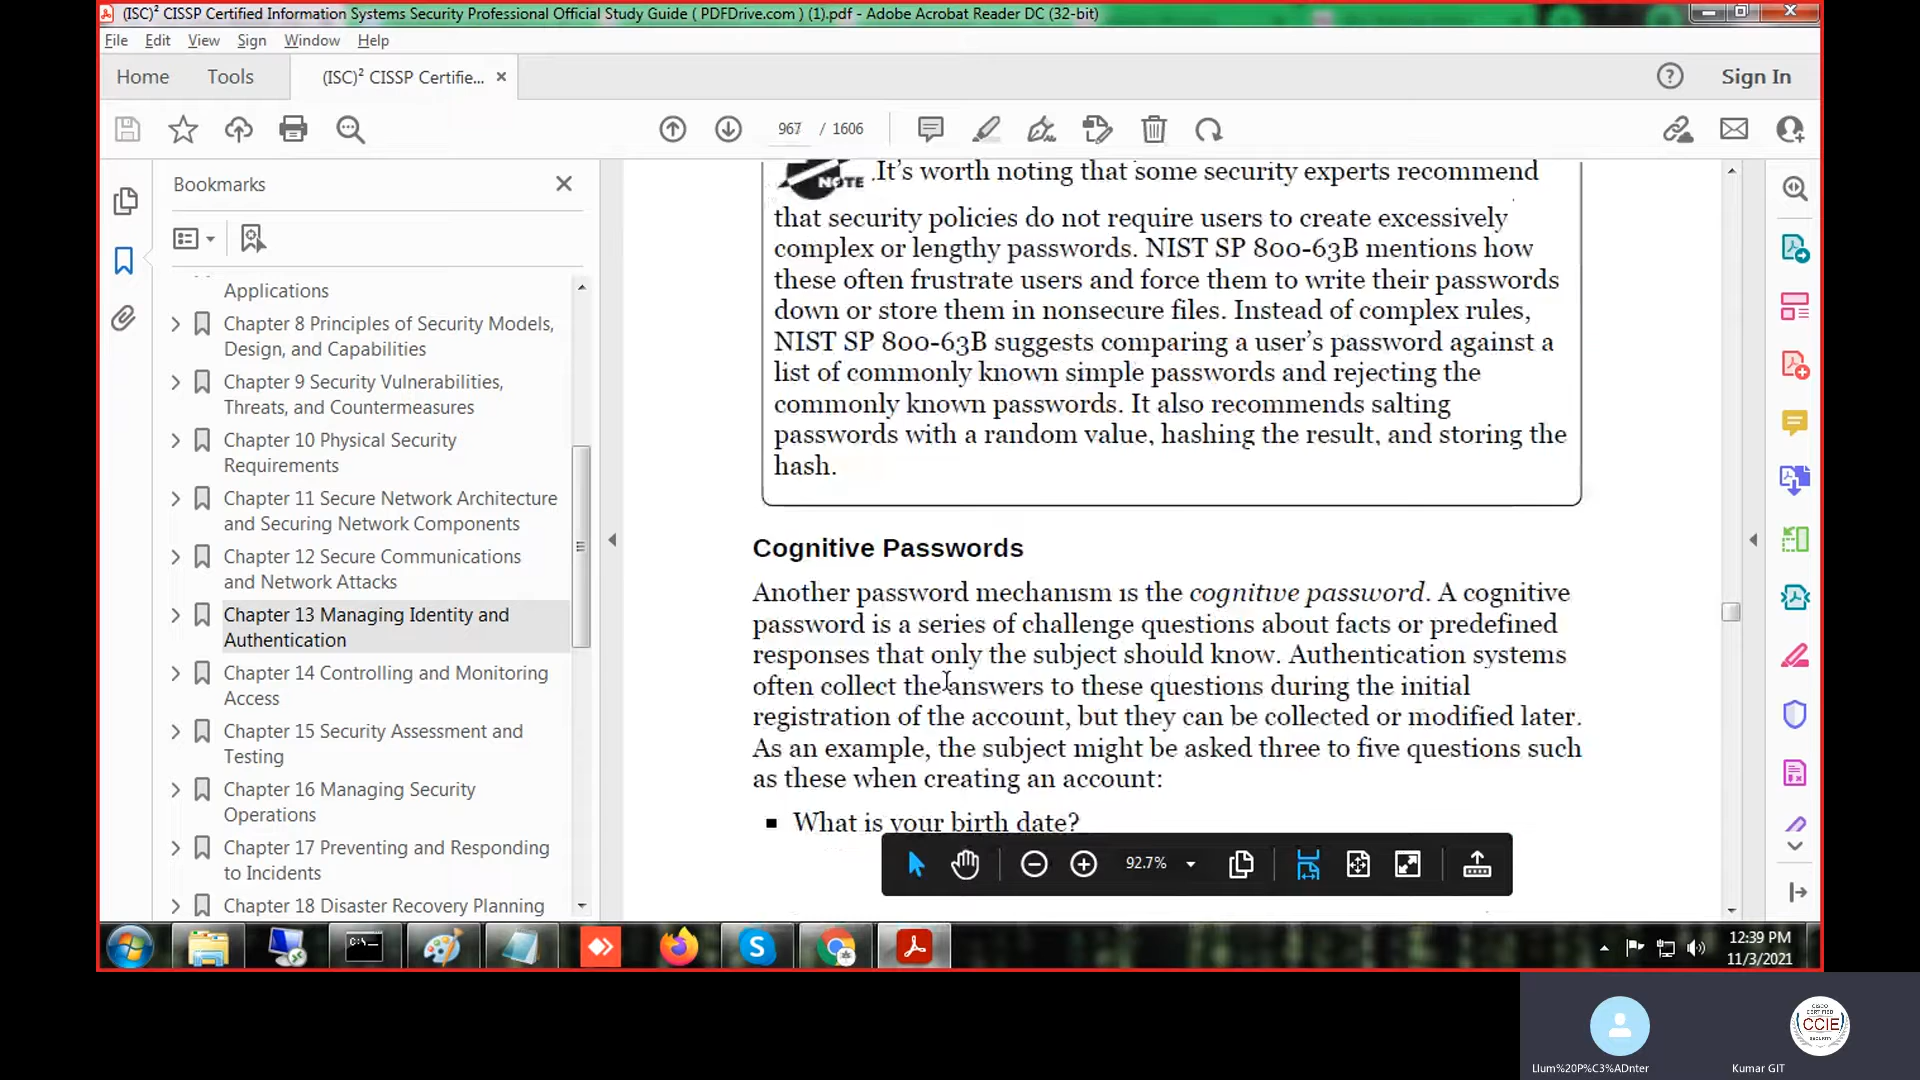 (ISC)² CISSP Certified Information Systems Security Professional Official Study Guide ( PDFDrive.com ) (1).pdf - Adobe Acrobat Reader DC (32-bit)
File Edit View Sign Window Help
Home Tools (ISC)² CISSP Certifie... Sign In
967 / 1606
Bookmarks
Applications
Chapter 8 Principles of Security Models,
Design, and Capabilities
Chapter 9 Security Vulnerabilities,
Threats, and Countermeasures
Chapter 10 Physical Security
Requirements
Chapter 11 Secure Network Architecture
and Securing Network Components
Chapter 12 Secure Communications
and Network Attacks
Chapter 13 Managing Identity and
Authentication
Chapter 14 Controlling and Monitoring
Access
Chapter 15 Security Assessment and
Testing
Chapter 16 Managing Security
Operations
Chapter 17 Preventing and Responding
to Incidents
Chapter 18 Disaster Recovery Planning
NOTE .It's worth noting that some security experts recommend
that security policies do not require users to create excessively
complex or lengthy passwords. NIST SP 800-63B mentions how
these often frustrate users and force them to write their passwords
down or store them in nonsecure files. Instead of complex rules,
NIST SP 800-63B suggests comparing a user's password against a
list of commonly known simple passwords and rejecting the
commonly known passwords. It also recommends salting
passwords with a random value, hashing the result, and storing the
hash.
Cognitive Passwords
Another password mechanism is the cognitive password. A cognitive
password is a series of challenge questions about facts or predefined
responses that only the subject should know. Authentication systems
often collect the answers to these questions during the initial
registration of the account, but they can be collected or modified later.
As an example, the subject might be asked three to five questions such
as these when creating an account:
■ What is your birth date?
92.7%
C:\
12:39 PM
11/3/2021
CISCO
CERTIFIED
CCIE
SECURITY
Llum%20P%C3%ADnter
Kumar GIT